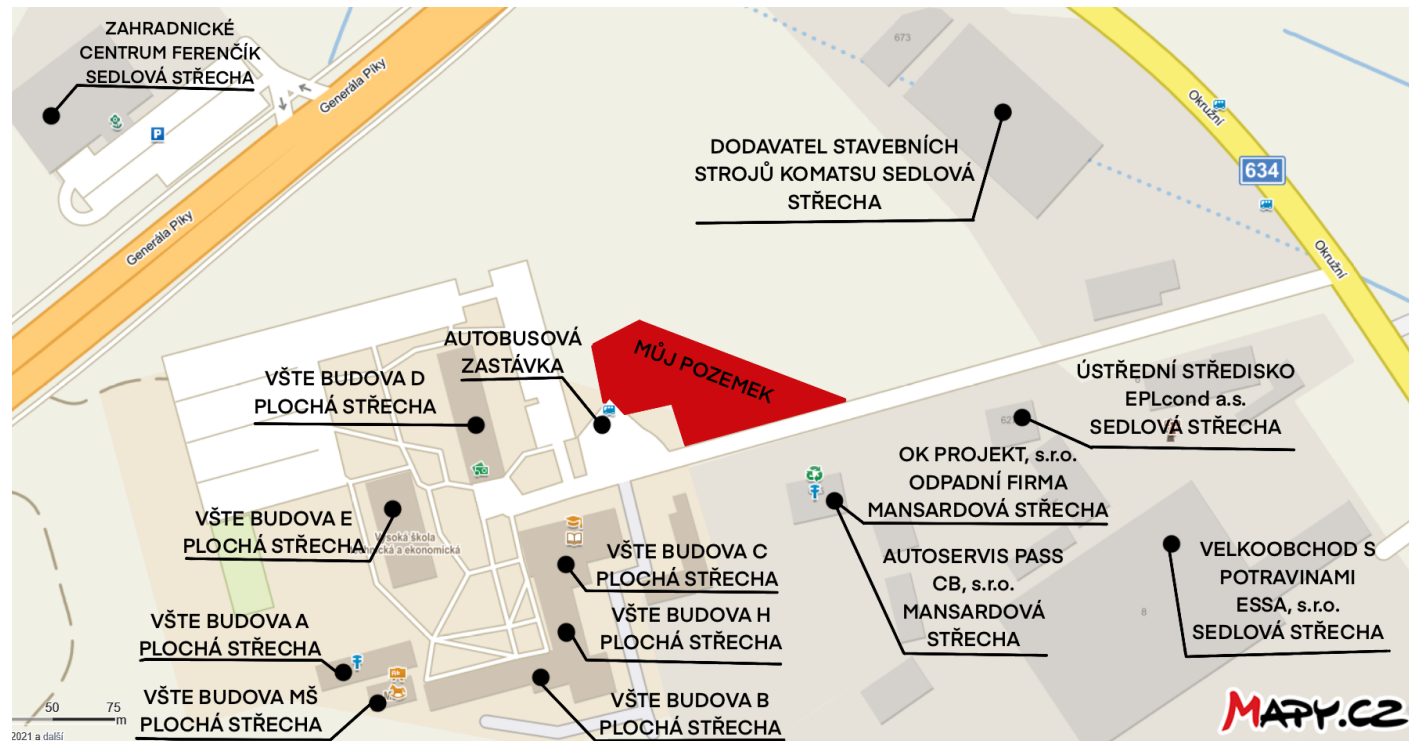 ZAHRADNICKÉ
CENTRUM FERENČÍK
SEDLOVÁ STŘECHA
Generála Píky
P
Generála Píky
673
Okružní
DODAVATEL STAVEBNÍCH
STROJŮ KOMATSU SEDLOVÁ
STŘECHA
634
Okružní
AUTOBUSOVÁ
ZASTÁVKA
MŮJ POZEMEK
VŠTE BUDOVA D
PLOCHÁ STŘECHA
ÚSTŘEDNÍ STŘEDISKO
EPLcond a.s.
SEDLOVÁ STŘECHA
OK PROJEKT, s.r.o.
ODPADNÍ FIRMA
MANSARDOVÁ STŘECHA
VŠTE BUDOVA E
PLOCHÁ STŘECHA
Vysoká škola
technická a ekonomická
VŠTE BUDOVA C
PLOCHÁ STŘECHA
AUTOSERVIS PASS
CB, s.r.o.
MANSARDOVÁ
STŘECHA
VELKOOBCHOD S
POTRAVINAMI
ESSA, s.r.o.
SEDLOVÁ STŘECHA
8
VŠTE BUDOVA H
PLOCHÁ STŘECHA
VŠTE BUDOVA A
PLOCHÁ STŘECHA
VŠTE BUDOVA MŠ
PLOCHÁ STŘECHA
VŠTE BUDOVA B
PLOCHÁ STŘECHA
50 75
m
2021 a další
MAPY.CZ